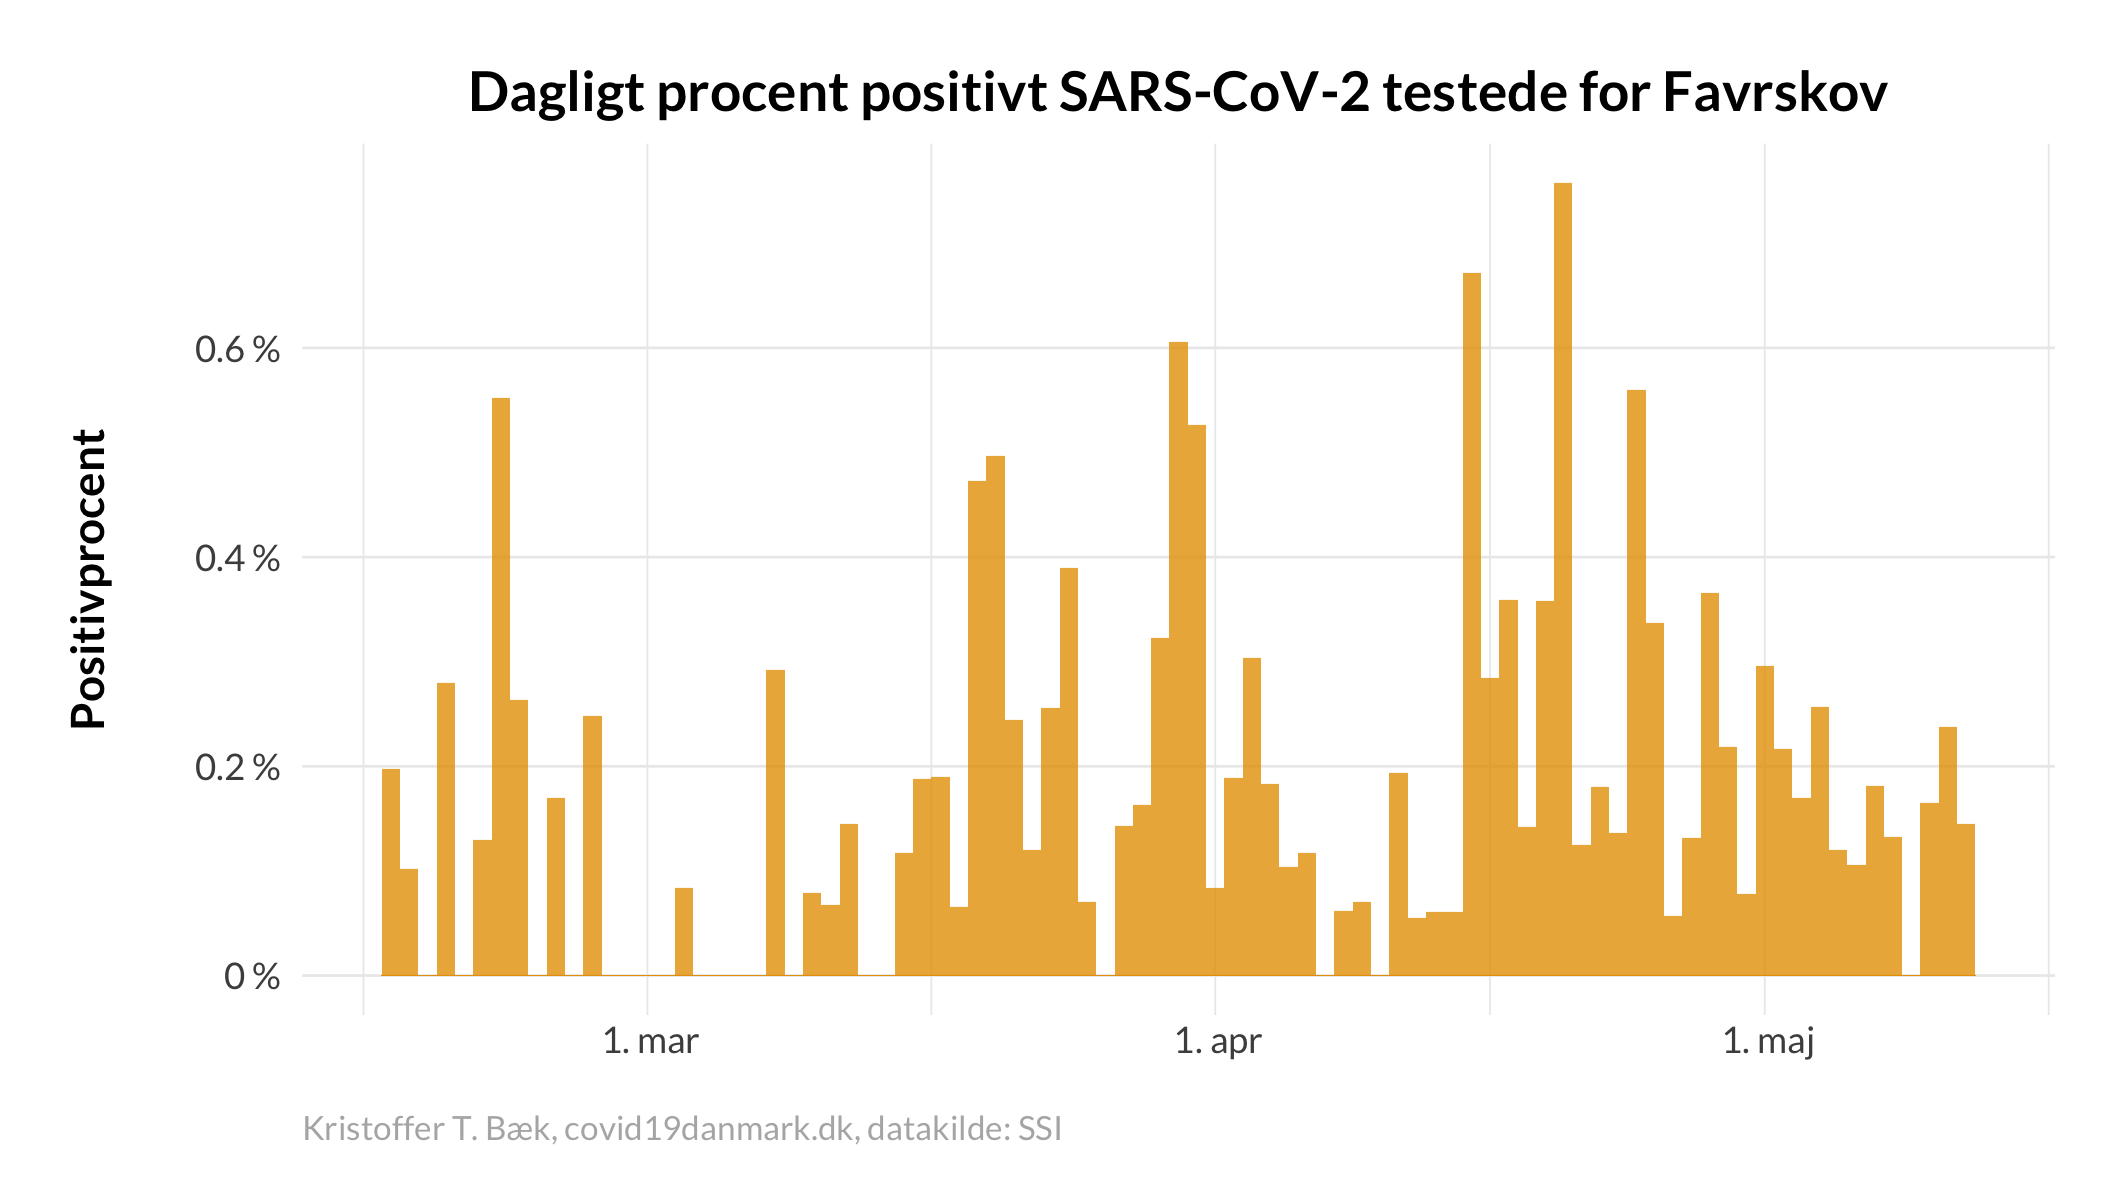 Dagligt procent positivt SARS-CoV-2 testede for Favrskov
Positivprocent
0.6 %
0.4 %
0.2 %
0 %
1. mar
1. apr
1. maj
Kristoffer T. Bæk, covid19danmark.dk, datakilde: SSI